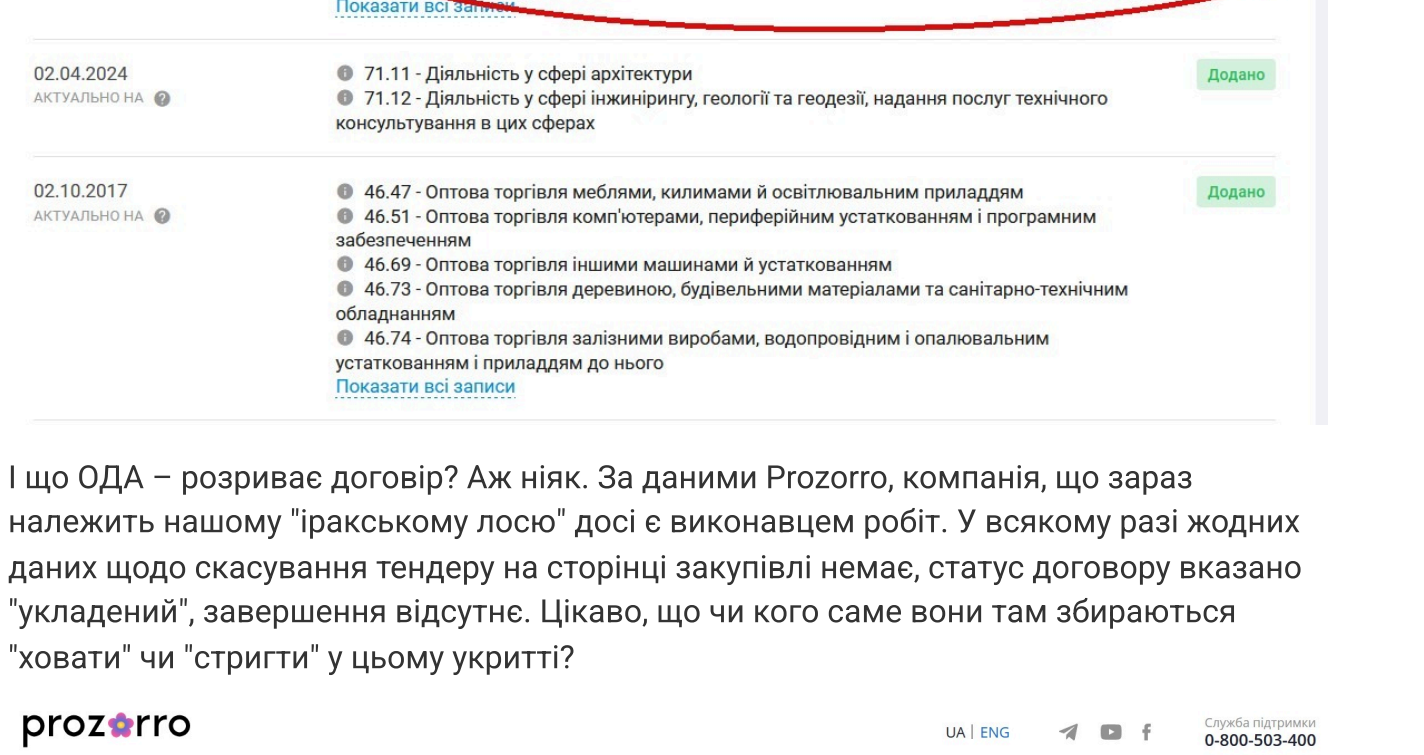 Показати всі записи
02.04.2024
АКТУАЛЬНО НА
71.11 - Діяльність у сфері архітектури
71.12 - Діяльність у сфері інжинірингу, геології та геодезії, надання послуг технічного
консультування в цих сферах
Додано
02.10.2017
АКТУАЛЬНО НА
46.47 - Оптова торгівля меблями, килимами й освітлювальним приладдям
46.51 - Оптова торгівля комп'ютерами, периферійним устаткованням і програмним
забезпеченням
46.69 - Оптова торгівля іншими машинами й устаткованням
46.73 - Оптова торгівля деревиною, будівельними матеріалами та санітарно-технічним
обладнанням
46.74 - Оптова торгівля залізними виробами, водопровідним і опалювальним
устаткованням і приладдям до нього
Показати всі записи
Додано
І що ОДА – розриває договір? Аж ніяк. За даними Prozorro, компанія, що зараз
належить нашому "іракському лосю" досі є виконавцем робіт. У всякому разі жодних
даних щодо скасування тендеру на сторінці закупівлі немає, статус договору вказано
"укладений", завершення відсутнє. Цікаво, що чи кого саме вони там збираються
"ховати" чи "стригти" у цьому укритті?
prozorro
UA | ENG
Служба підтримки
0-800-503-400